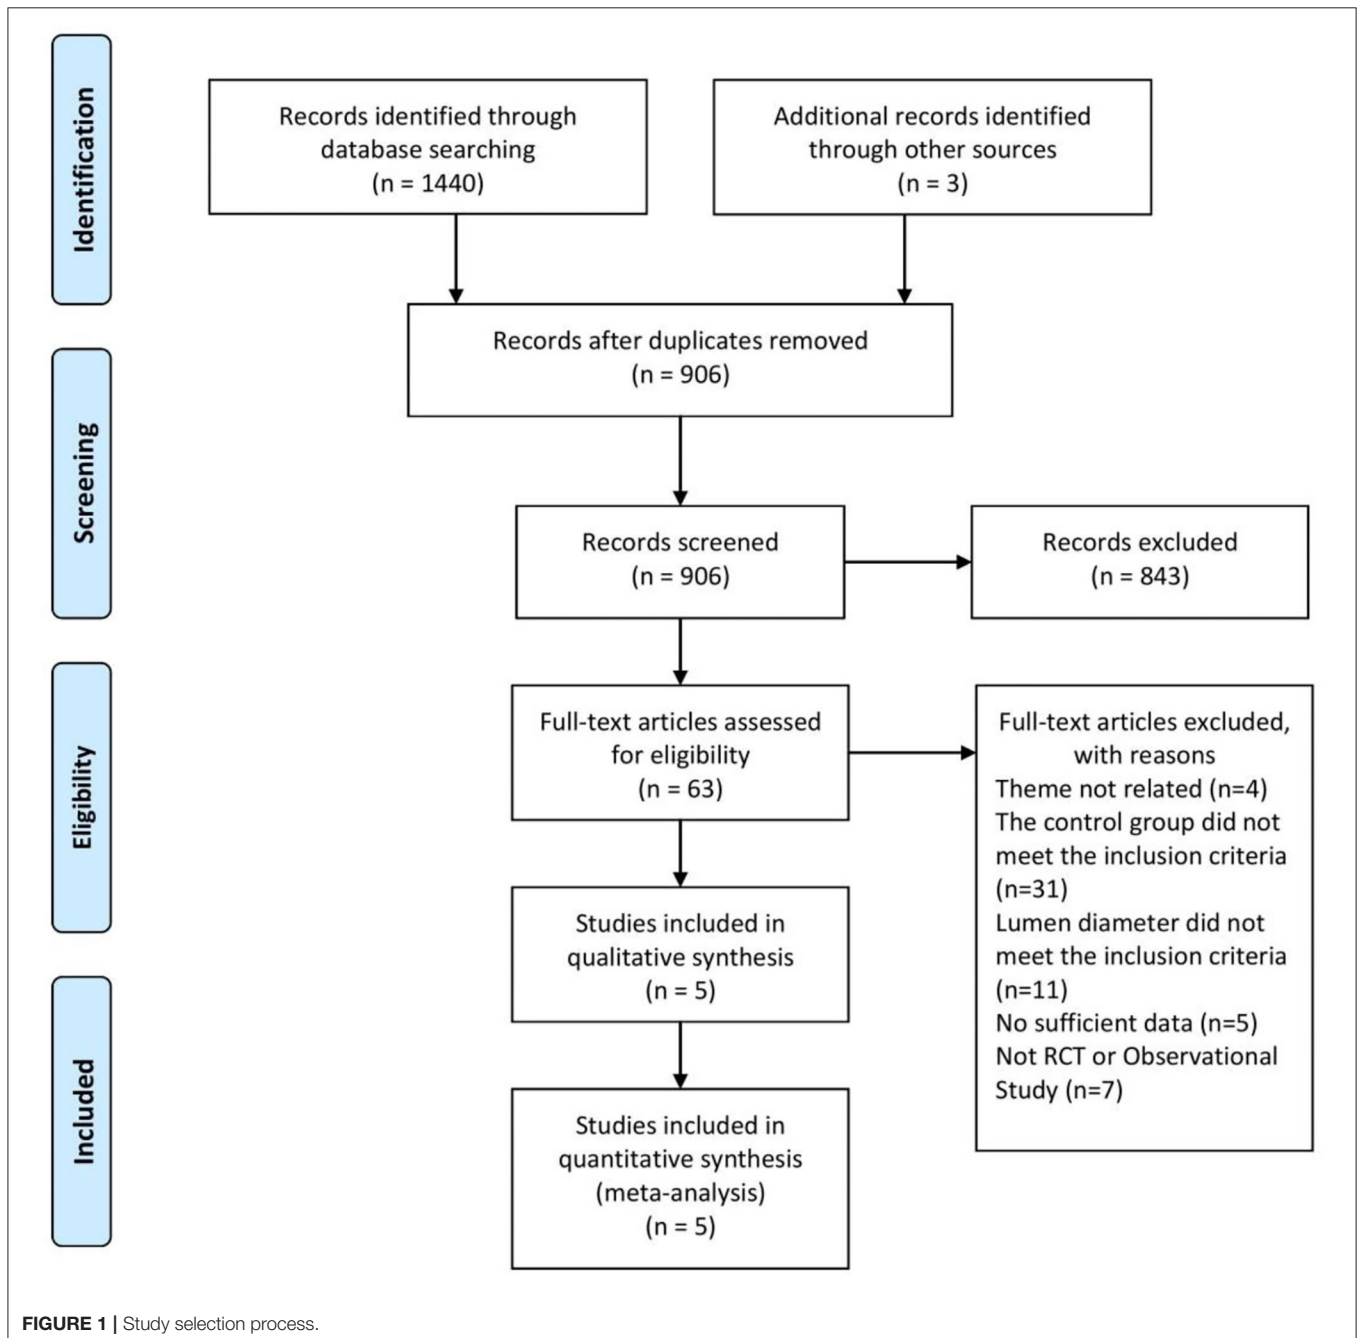 Identification
Records identified through
database searching
(n = 1440)
Additional records identified
through other sources
(n = 3)
Records after duplicates removed
(n = 906)
Screening
Records screened
(n = 906)
Records excluded
(n = 843)
Eligibility
Full-text articles assessed
for eligibility
(n = 63)
Full-text articles excluded,
with reasons
Theme not related (n=4)
The control group did not
meet the inclusion criteria
(n=31)
Lumen diameter did not
meet the inclusion criteria
(n=11)
No sufficient data (n=5)
Not RCT or Observational
Study (n=7)
Studies included in
qualitative synthesis
(n = 5)
Included
Studies included in
quantitative synthesis
(meta-analysis)
(n = 5)
FIGURE 1 | Study selection process.